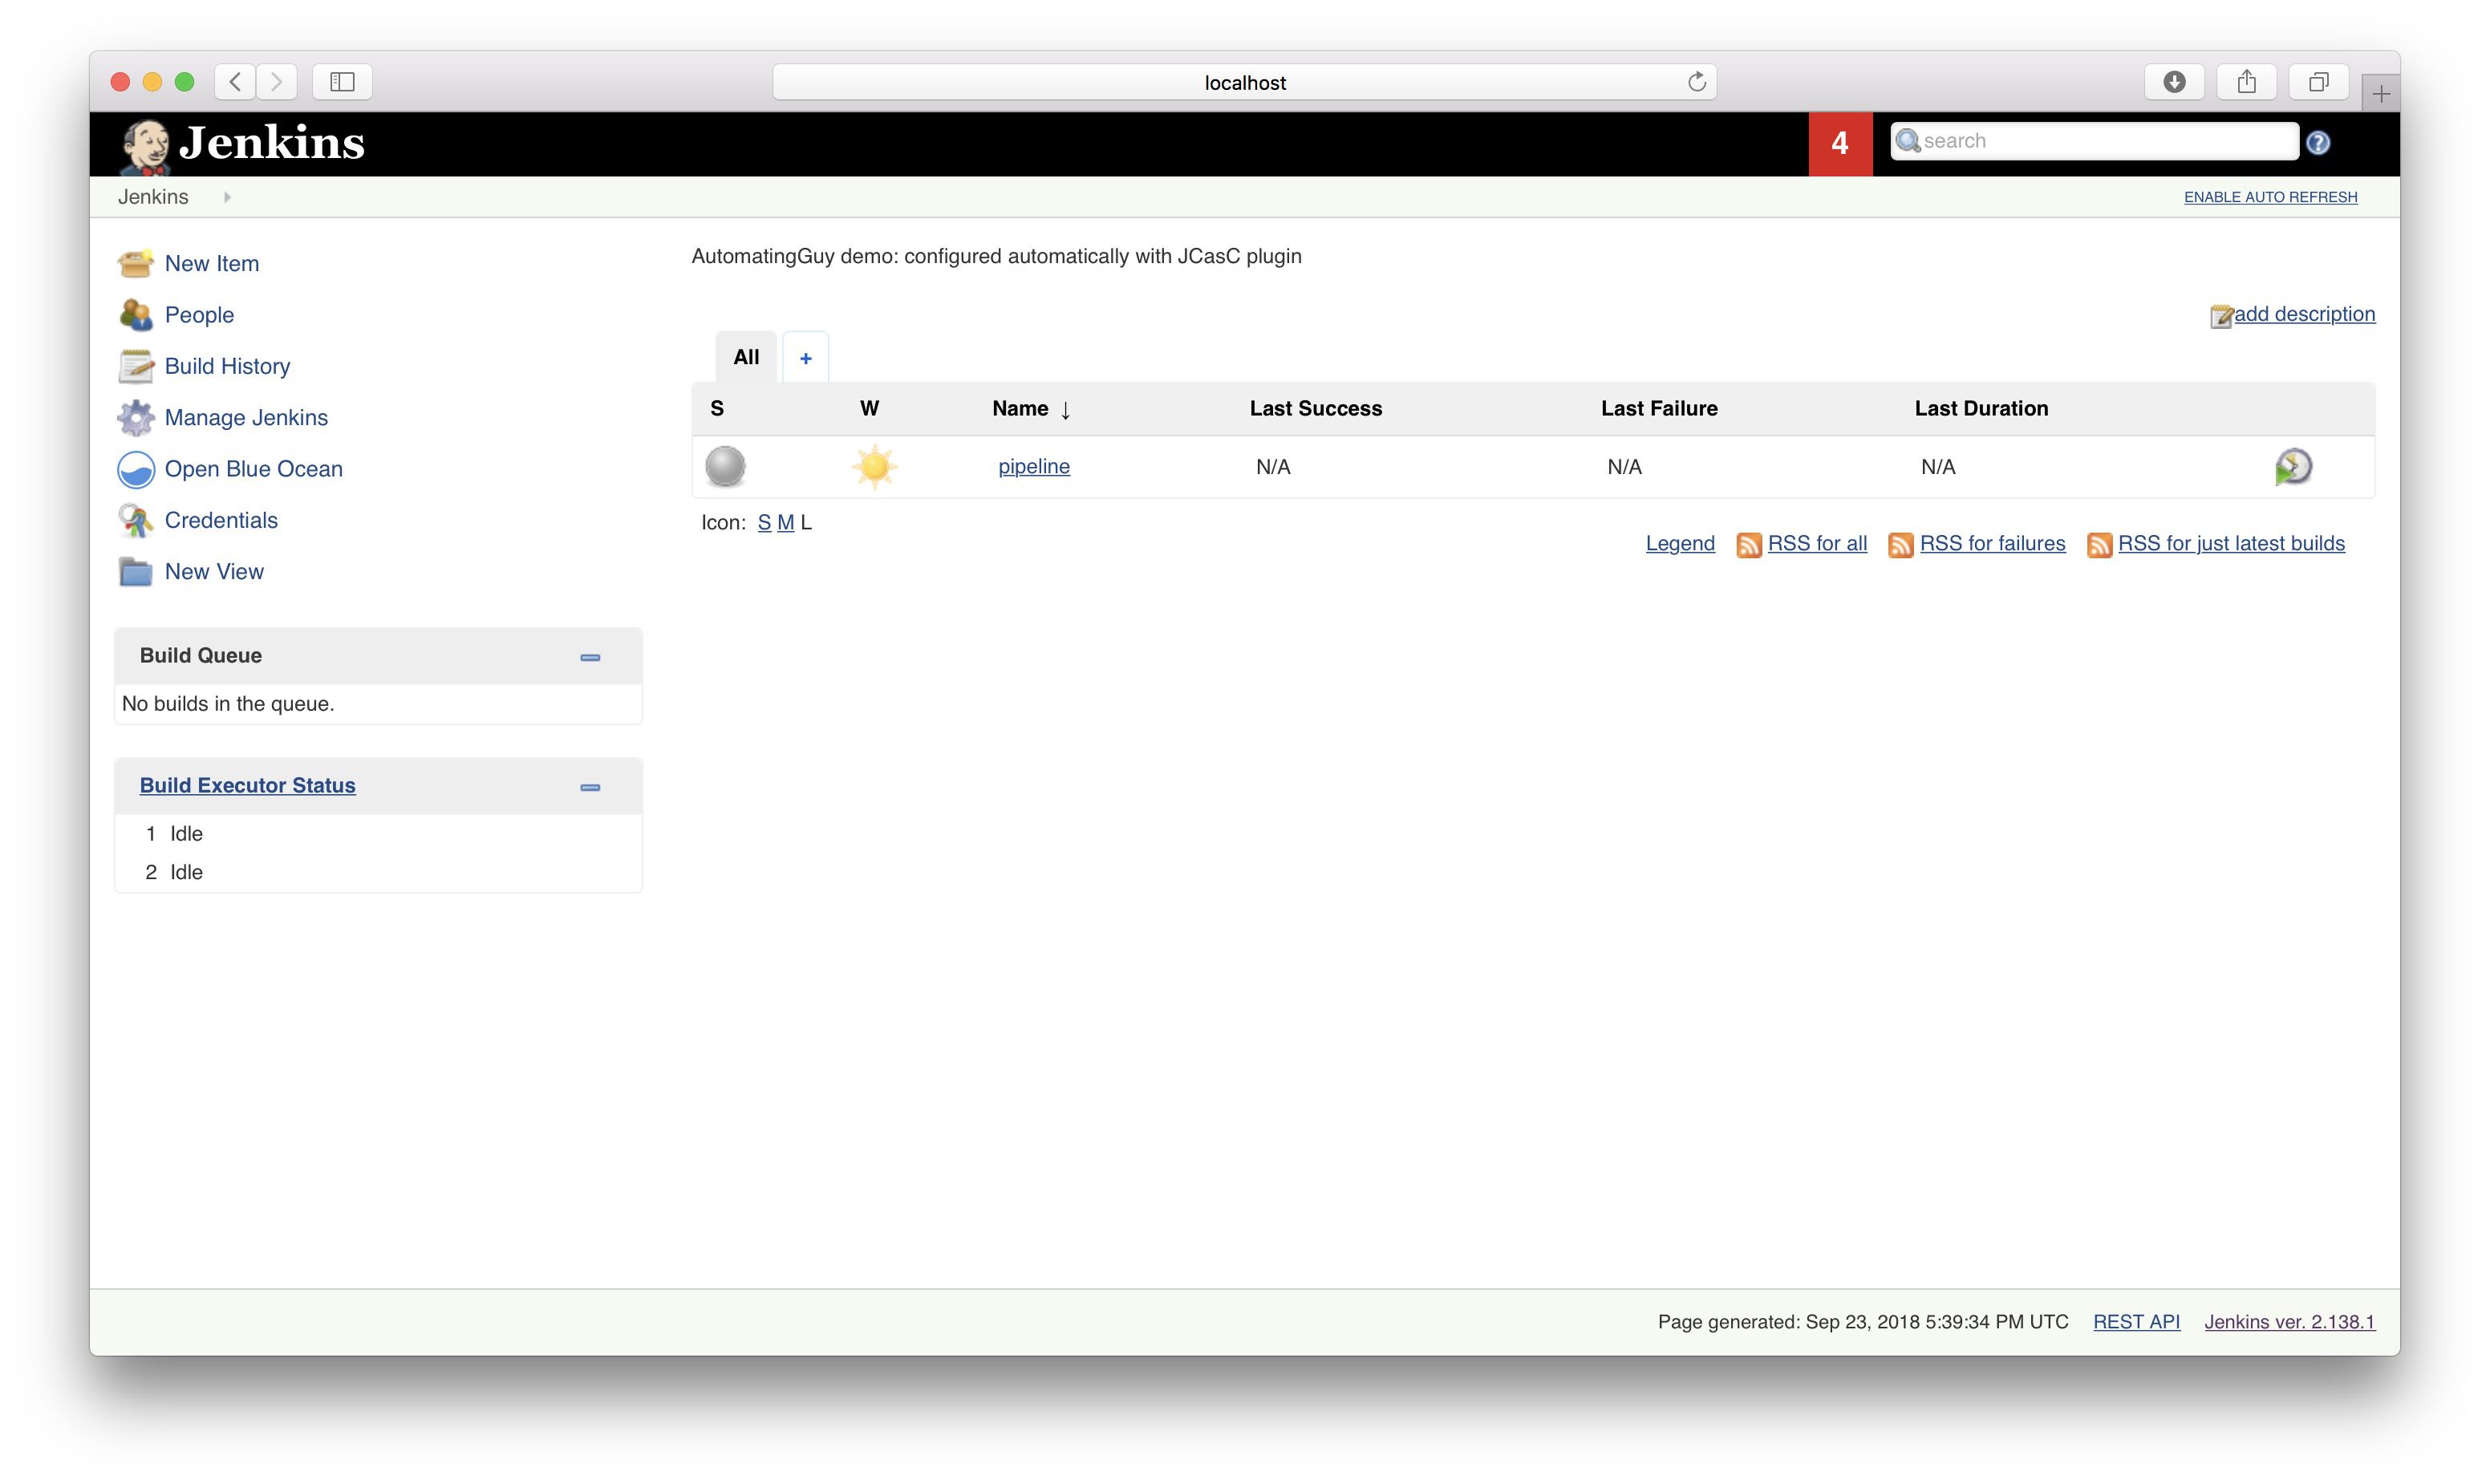 localhost
Jenkins
4
search
Jenkins
ENABLE AUTO REFRESH
New Item
People
Build History
Manage Jenkins
Open Blue Ocean
Credentials
New View
Build Queue
No builds in the queue.
Build Executor Status
1 Idle
2 Idle
AutomatingGuy demo: configured automatically with JCasC plugin
add description
All +
S W Name ↓ Last Success Last Failure Last Duration
pipeline N/A N/A N/A
Icon: S M L
Legend RSS for all RSS for failures RSS for just latest builds
Page generated: Sep 23, 2018 5:39:34 PM UTC REST API Jenkins ver. 2.138.1